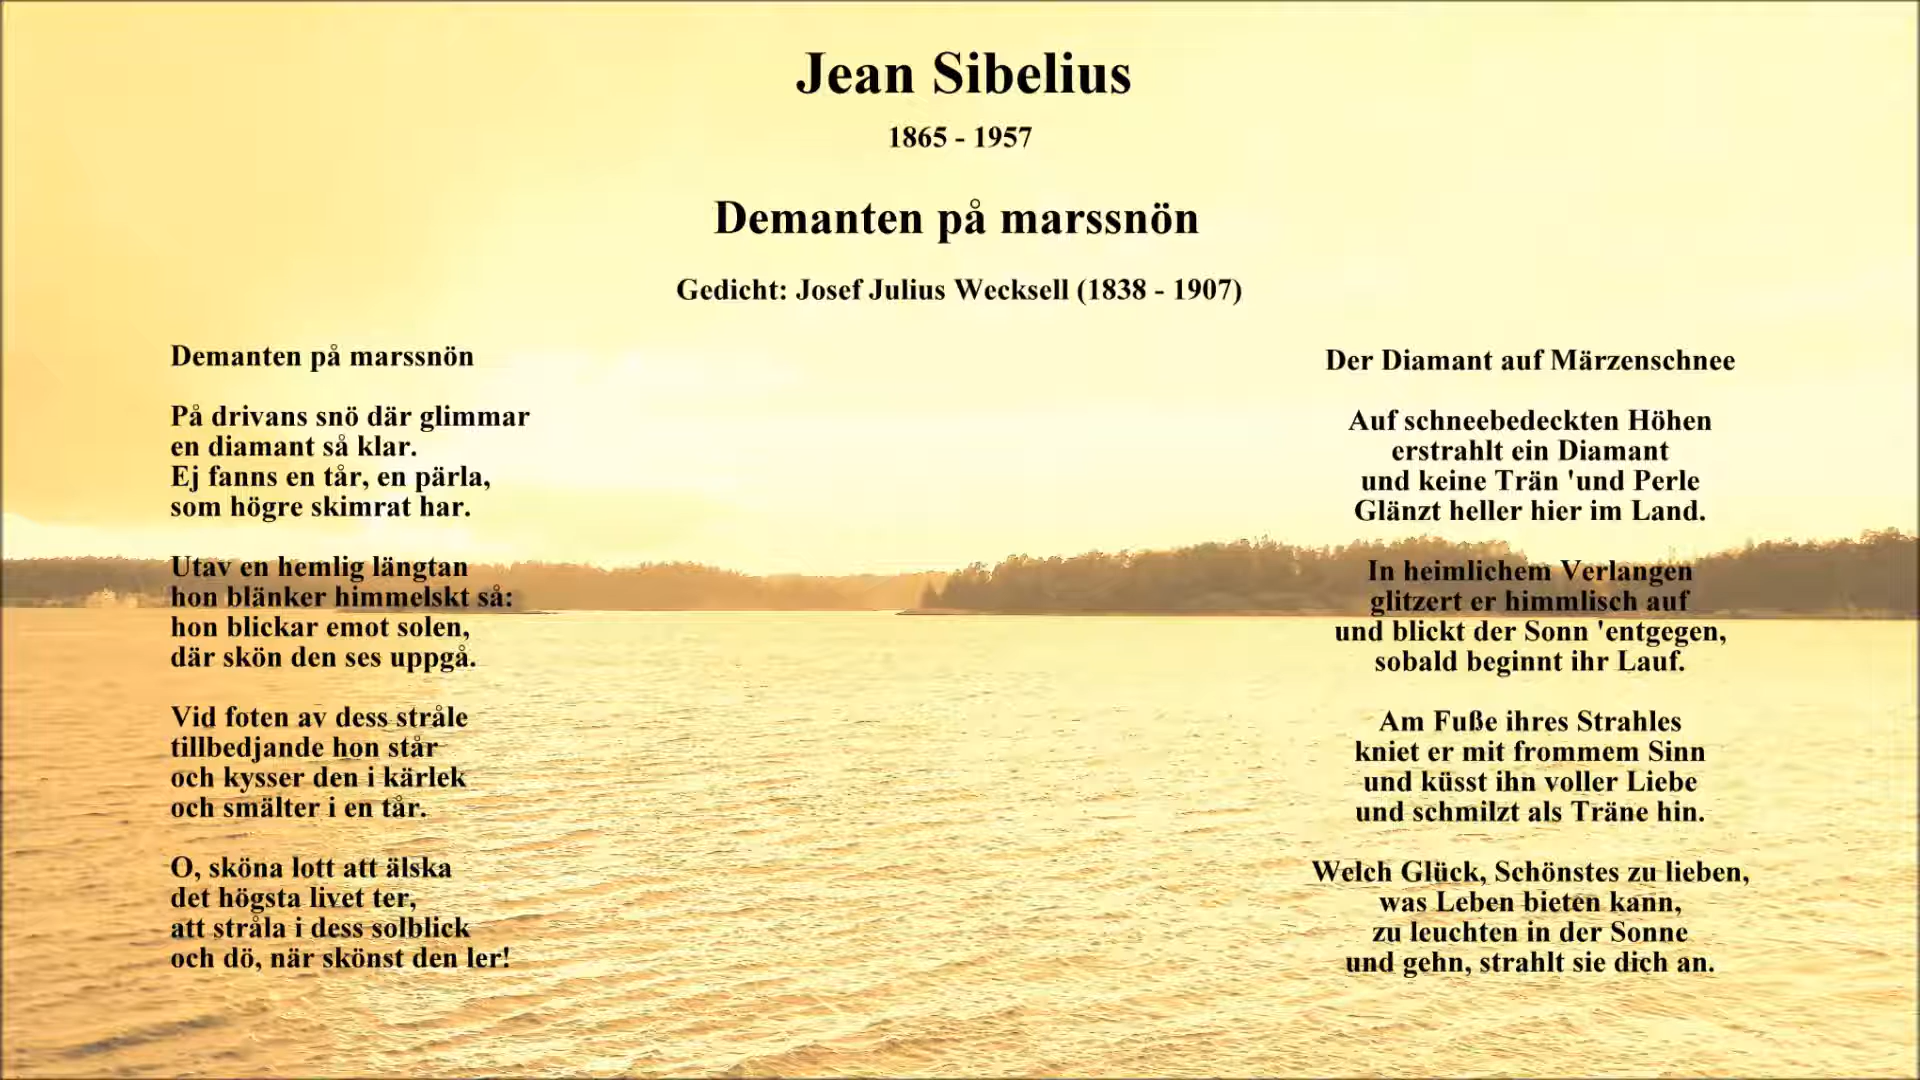 Jean Sibelius
1865 - 1957
Demanten på marssnön
Gedicht: Josef Julius Wecksell (1838 - 1907)
Demanten på marssnön
På drivans snö där glimmar
en diamant så klar.
Ej fanns en tår, en pärla,
som högre skimrat har.
Utav en hemlig längtan
hon blänker himmelskt så:
hon blickar emot solen,
där skön den ses uppgå.
Vid foten av dess stråle
tillbedjande hon står
och kysser den i kärlek
och smälter i en tår.
O, sköna lott att älska
det högsta livet ter,
att stråla i dess solblick
och dö, när skönst den ler!
Der Diamant auf Märzenschnee
Auf schneebedeckten Höhen
erstrahlt ein Diamant
und keine Trän 'und Perle
Glänzt heller hier im Land.
In heimlichem Verlangen
glitzert er himmlisch auf
und blickt der Sonn 'entgegen,
sobald beginnt ihr Lauf.
Am Fuße ihres Strahles
kniet er mit frommem Sinn
und küsst ihn voller Liebe
und schmilzt als Träne hin.
Welch Glück, Schönstes zu lieben,
was Leben bieten kann,
zu leuchten in der Sonne
und gehn, strahlt sie dich an.